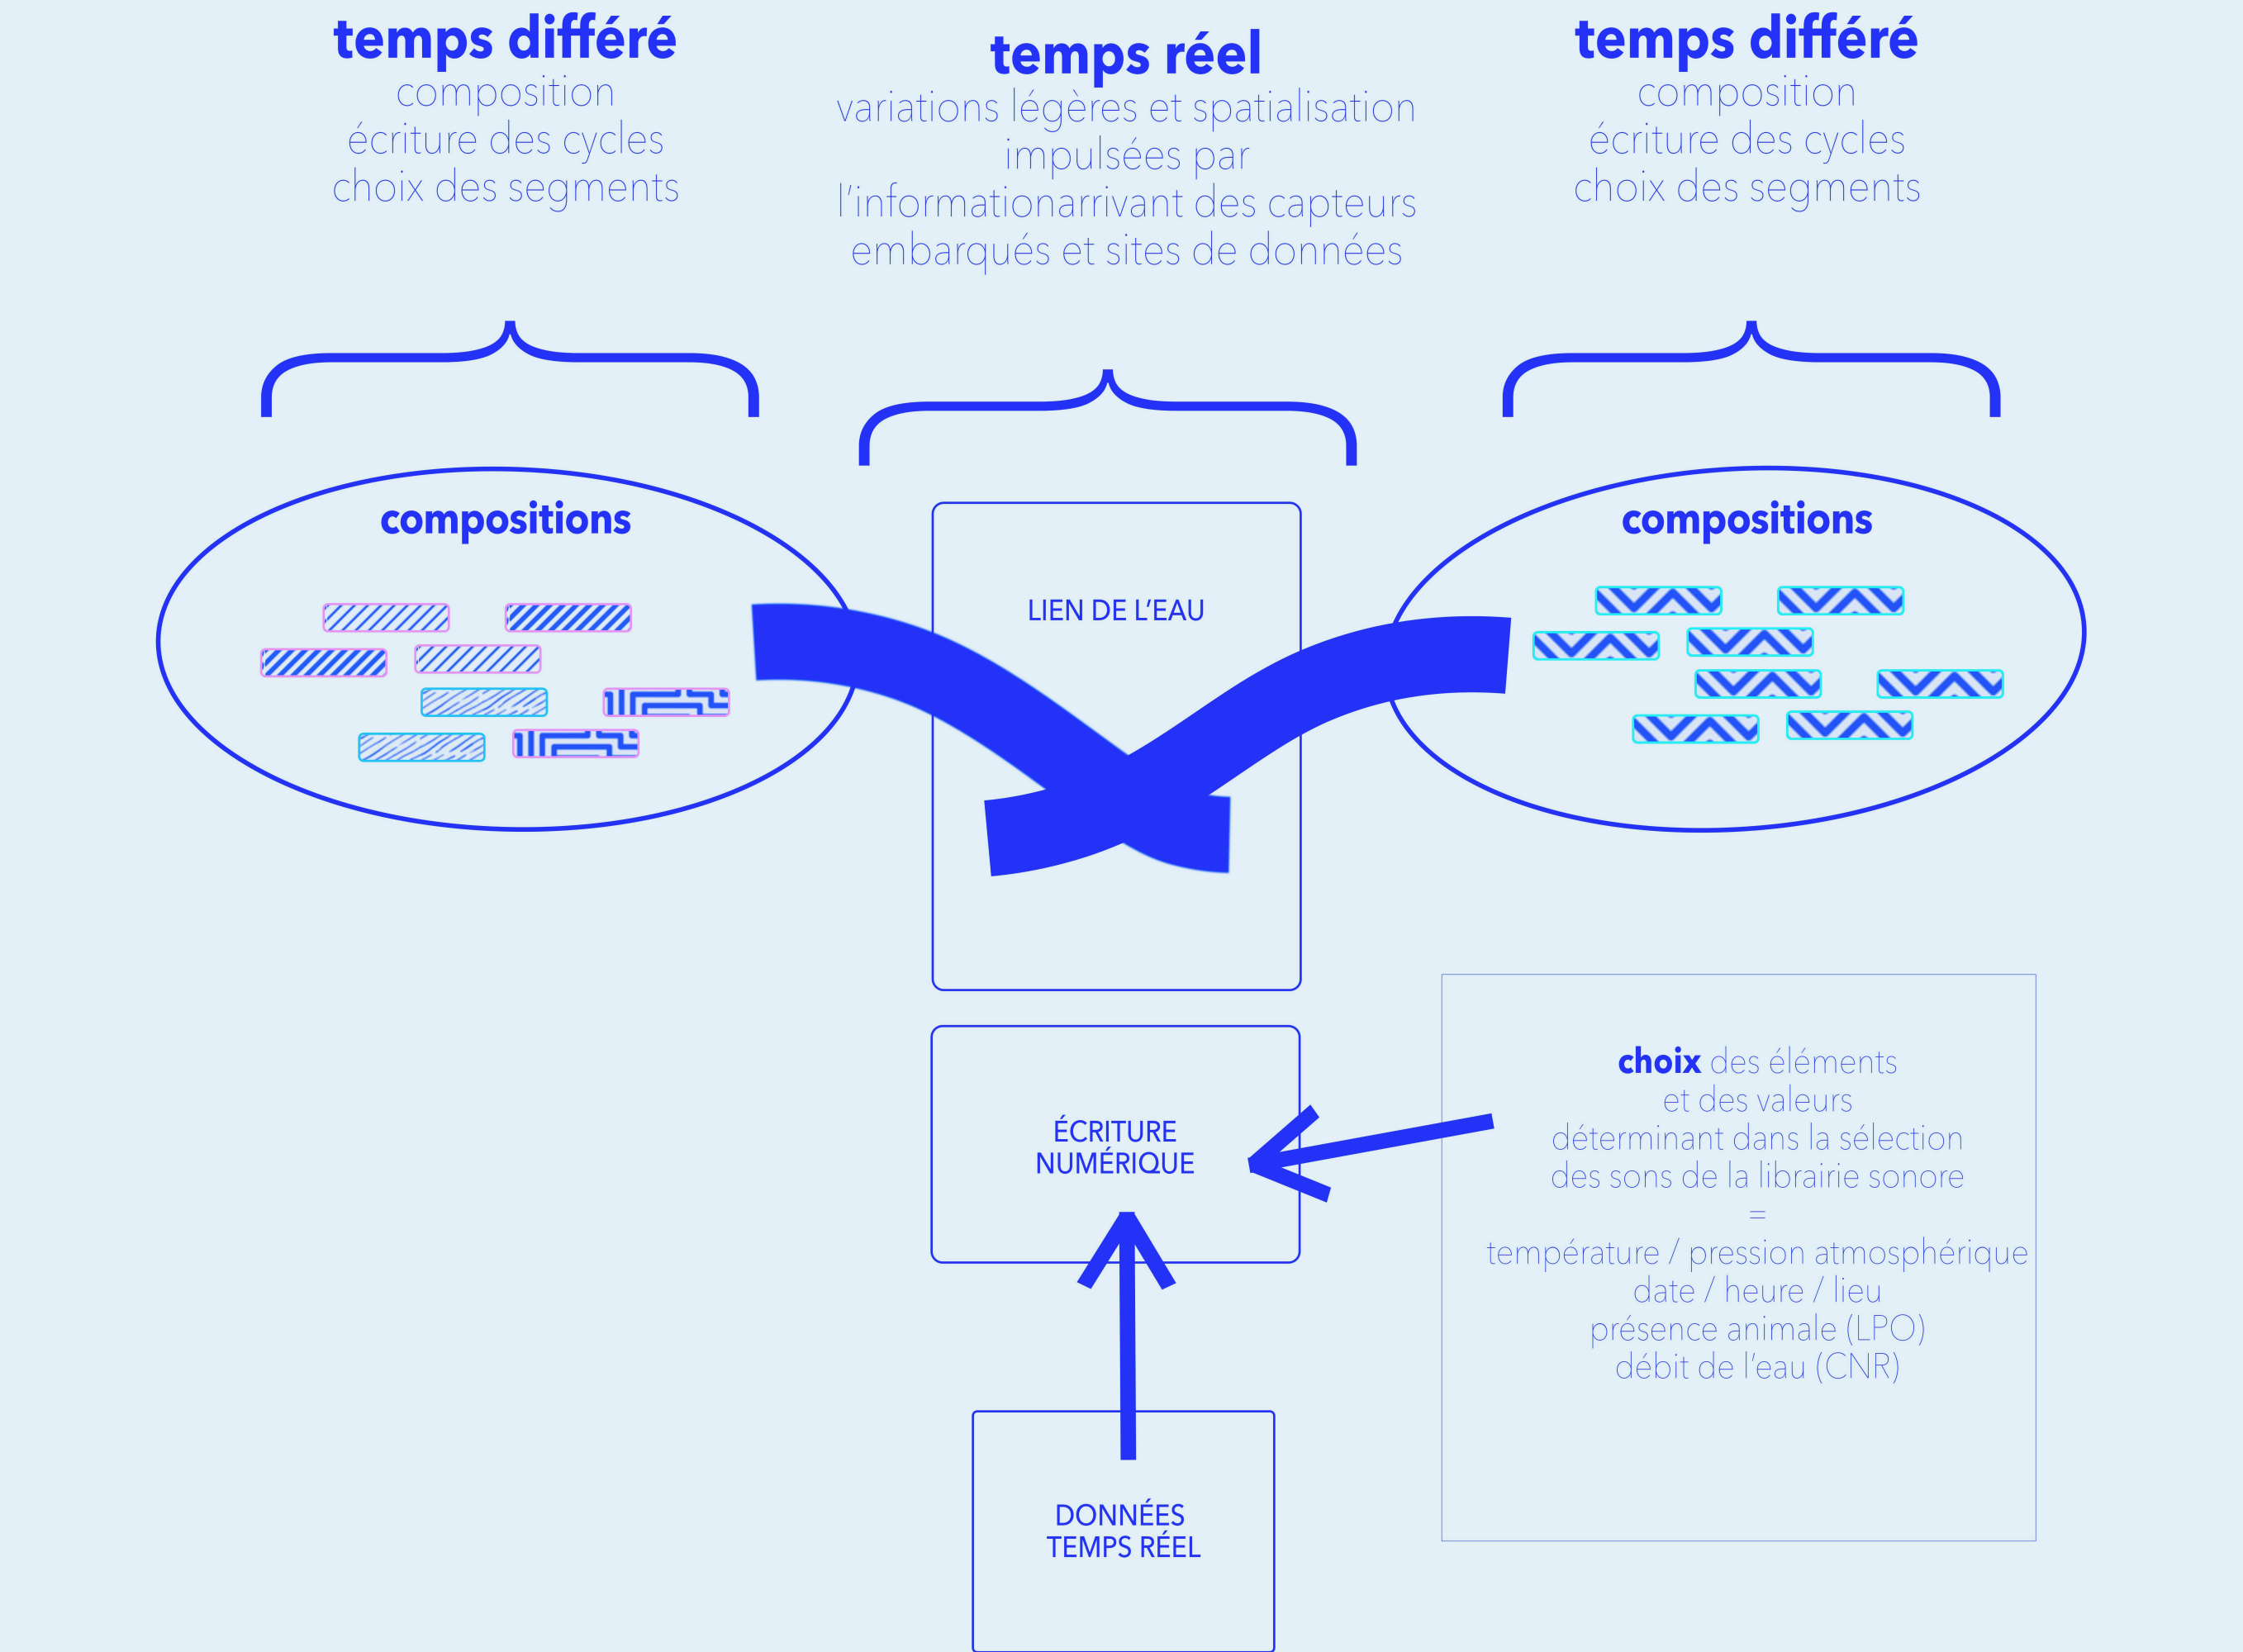 temps différé
composition
écriture des cycles
choix des segments
temps réel
variations légères et spatialisation
impulsées par
l'informationarrivant des capteurs
embarqués et sites de données
temps différé
composition
écriture des cycles
choix des segments
compositions
LIEN DE L'EAU
compositions
ÉCRITURE
NUMÉRIQUE
choix des éléments
et des valeurs
déterminant dans la sélection
des sons de la librairie sonore
=
température / pression atmosphérique
date / heure / lieu
présence animale (LPO)
débit de l'eau (CNR)
DONNÉES
TEMPS RÉEL